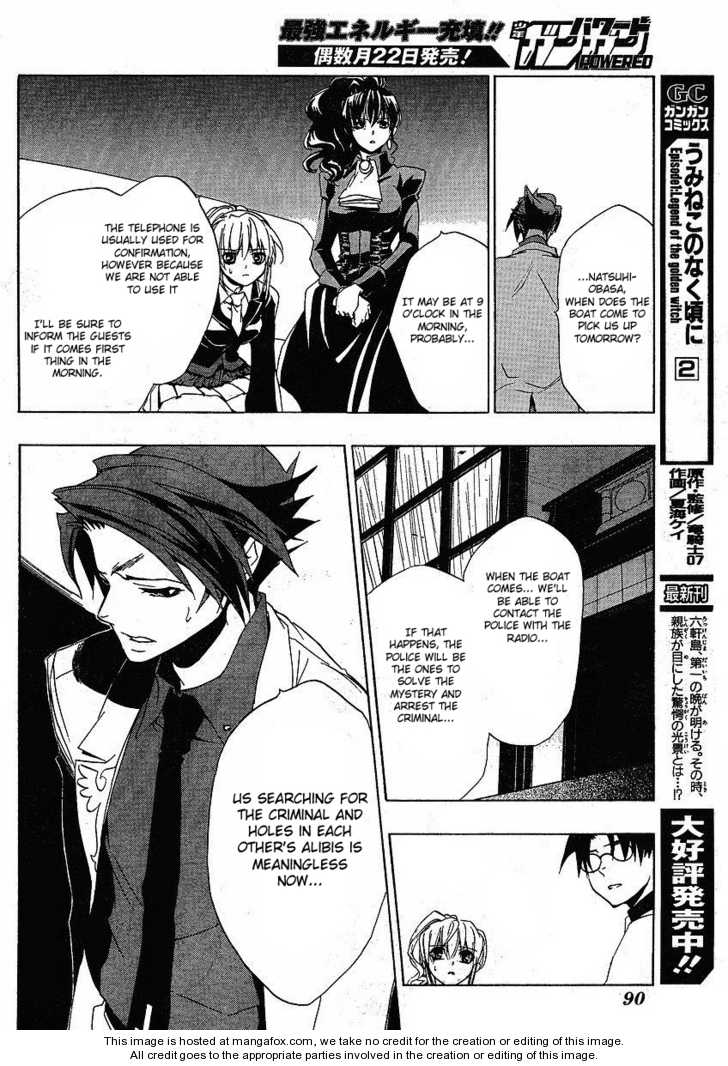 最強エネルギー充填!!
偶数月22日発売!
少年
ガンガンパワード
POWERED
GC
ガンガン
コミックス
うみねこのなく頃に
Episode1:Legend of the golden witch
2
原作・監修/竜騎士07
作画/夏海ケイ
最新刊
六軒島、第一の晩が明ける。その時、
親族が目にした驚愕の光景とは…!?
大好評発売中!!
...NATSUHI-
OBASA,
WHEN DOES THE
BOAT COME TO
PICK US UP
TOMORROW?
IT MAY BE AT 9
O'CLOCK IN THE
MORNING,
PROBABLY...
THE TELEPHONE IS
USUALLY USED FOR
CONFIRMATION,
HOWEVER BECAUSE
WE ARE NOT ABLE
TO USE IT
I'LL BE SURE TO
INFORM THE GUESTS
IF IT COMES FIRST
THING IN THE
MORNING.
WHEN THE BOAT
COMES... WE'LL
BE ABLE TO
CONTACT THE
POLICE WITH THE
RADIO...
IF THAT
HAPPENS, THE
POLICE WILL BE
THE ONES TO
SOLVE THE
MYSTERY AND
ARREST THE
CRIMINAL...
US SEARCHING FOR
THE CRIMINAL AND
HOLES IN EACH
OTHER'S ALIBIS IS
MEANINGLESS
NOW...
90
This image is hosted at mangafox.com, we take no credit for the creation or editing of this image.
All credit goes to the appropriate parties involved in the creation or editing of this image.